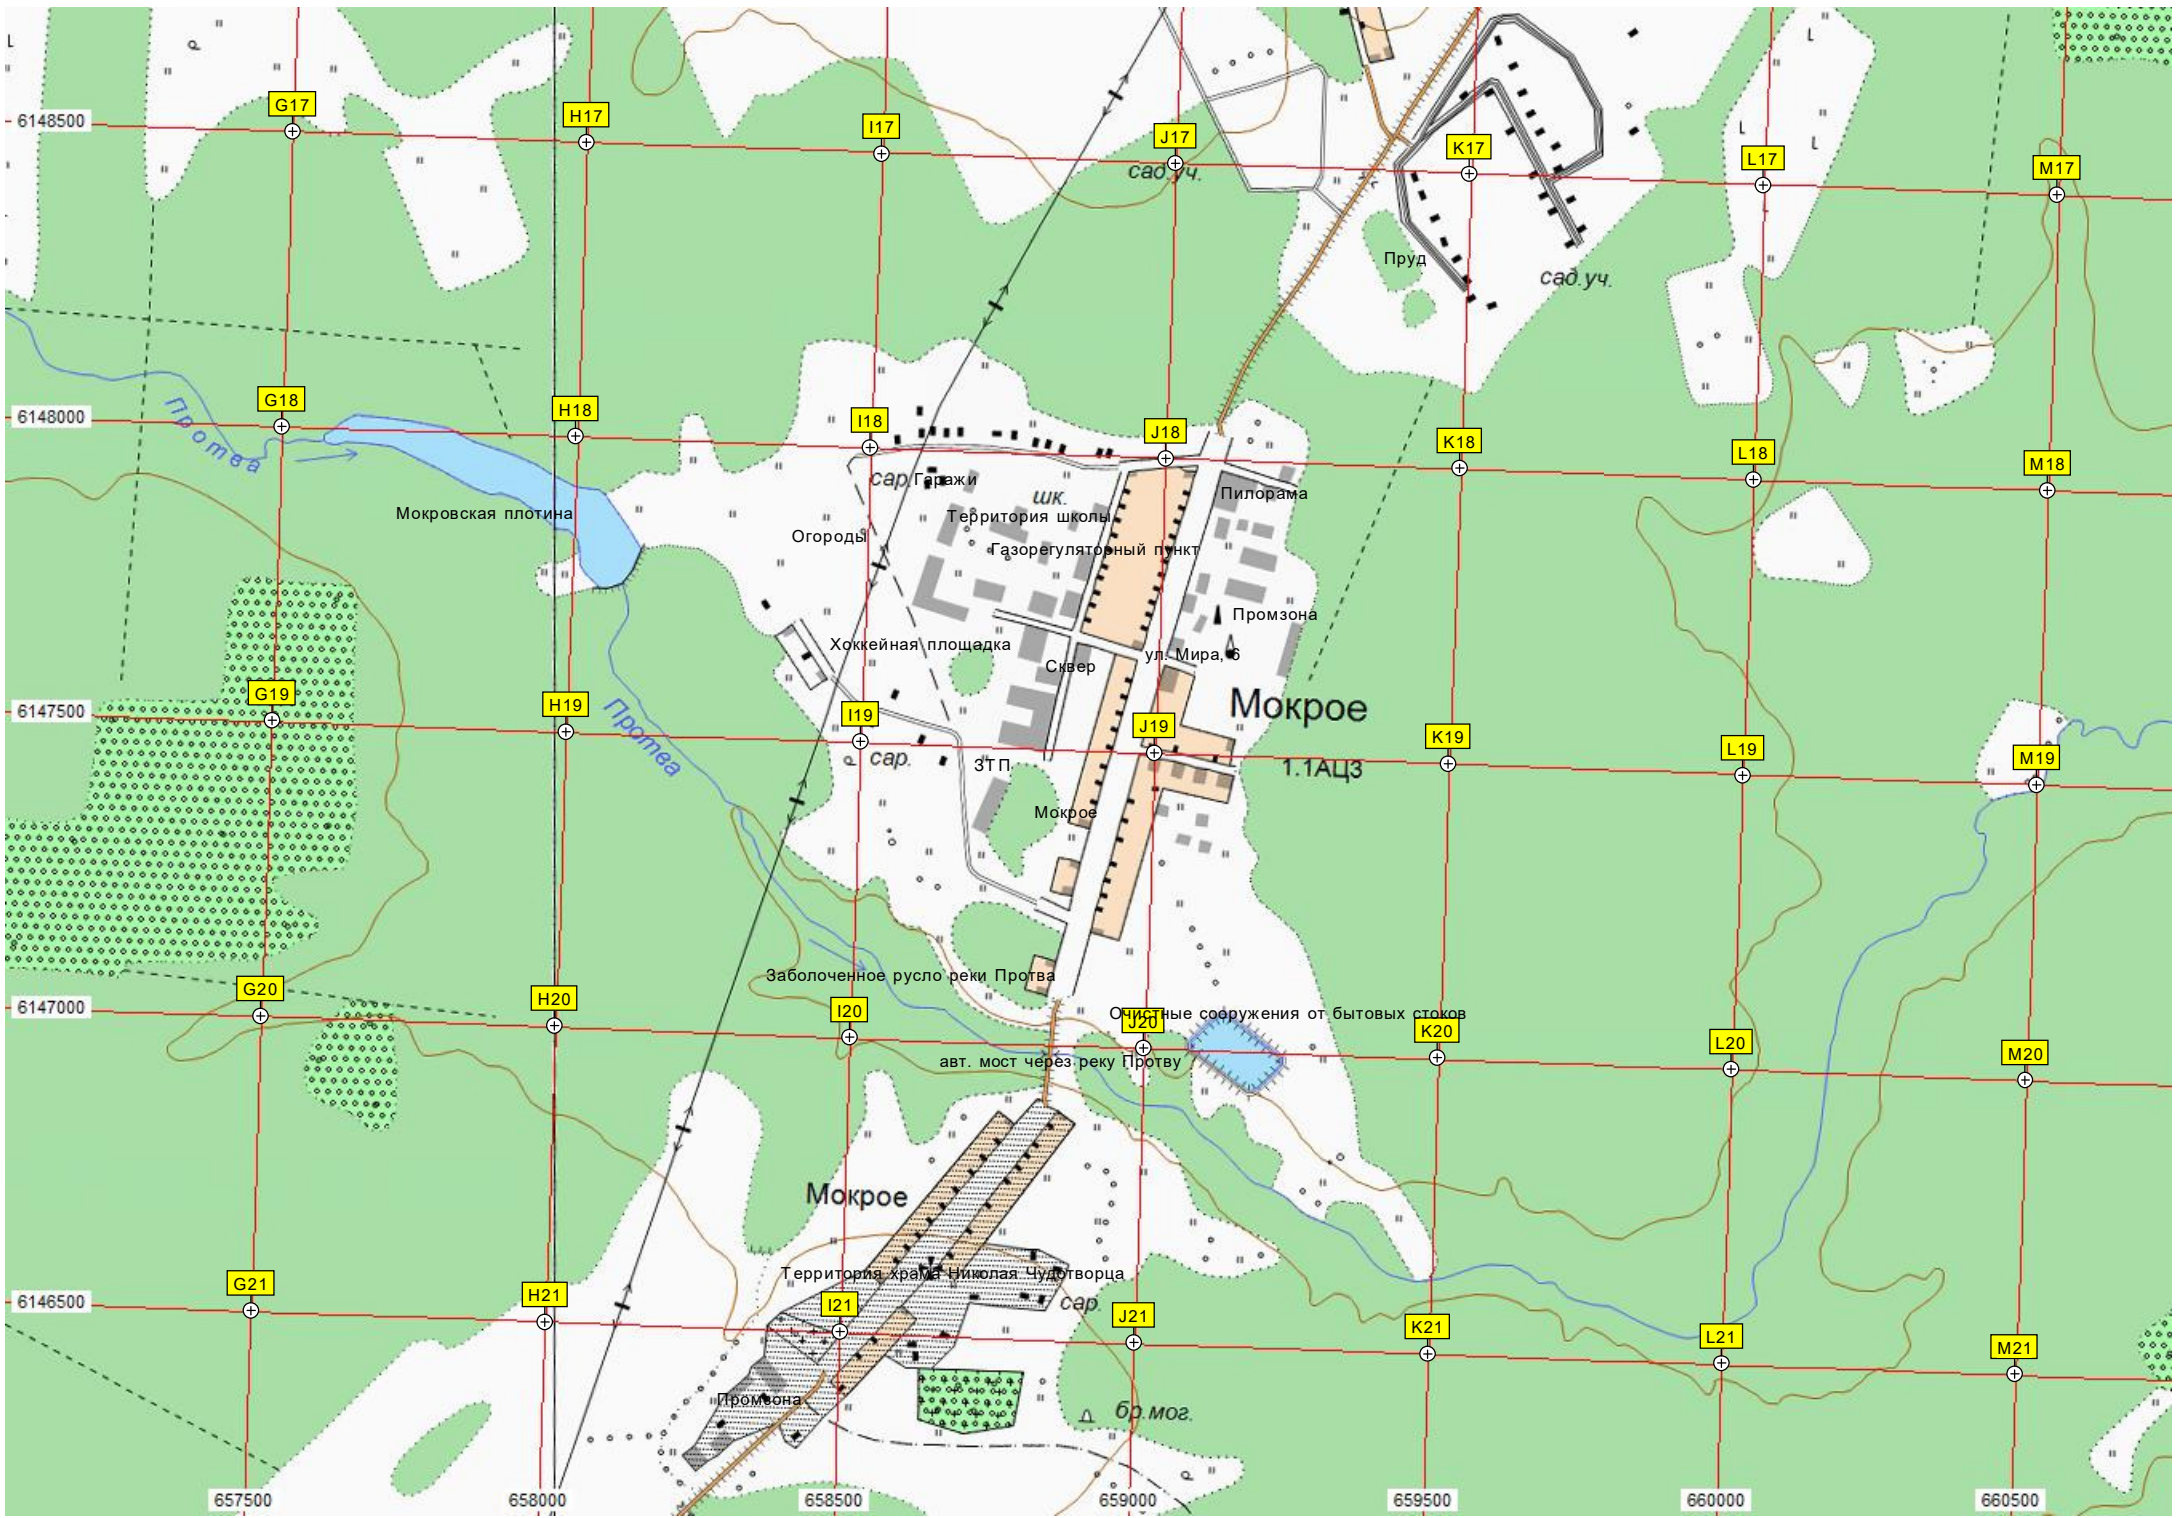 L
L
G17
6148500
H17
I17
J17
сад.уч.
K17
L
L
L17
M17
Пруд
сад.уч.
G18
6148000
Протва
H18
I18
J18
K18
L18
M18
сар.
Гаражи
шк.
Пилорама
Мокровская плотина
Территория школы
Огороды
Газорегуляторный пункт
Промзона
Хоккейная площадка
ул. Мира, 6
Сквер
G19
6147500
H19
Протва
I19
Мокрое
J19
K19
L19
M19
сар.
ЗТП
1.1АЦЗ
Мокрое
Заболоченное русло реки Протва
G20
6147000
H20
I20
Очистные сооружения от бытовых стоков
J20
K20
L20
M20
авт. мост через реку Протву
Мокрое
Территория храма Николая Чудотворца
G21
6146500
H21
I21
сар.
J21
K21
L21
M21
Промзона
бр.мог.
657500
658000
658500
659000
659500
660000
660500